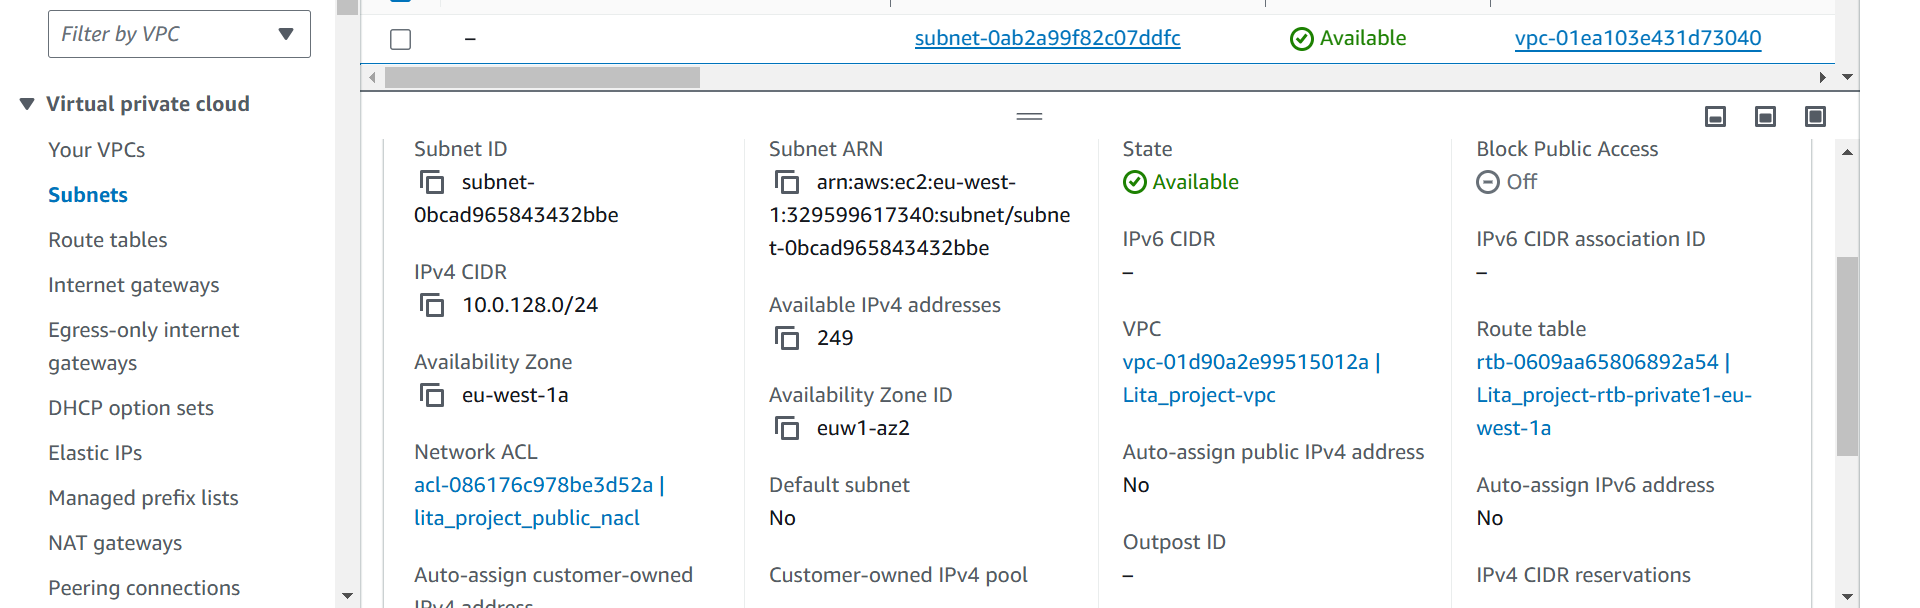 Filter by VPC
Virtual private cloud
Your VPCs
Subnets
Route tables
Internet gateways
Egress-only internet
gateways
DHCP option sets
Elastic IPs
Managed prefix lists
NAT gateways
Peering connections
–
subnet-0ab2a99f82c07ddfc
Available
vpc-01ea103e431d73040
Subnet ID
subnet-
0bcad965843432bbe
IPv4 CIDR
10.0.128.0/24
Availability Zone
eu-west-1a
Network ACL
acl-086176c978be3d52a |
lita_project_public_nacl
Auto-assign customer-owned
IPv4 address
Subnet ARN
arn:aws:ec2:eu-west-
1:329599617340:subnet/subne
t-0bcad965843432bbe
Available IPv4 addresses
249
Availability Zone ID
euw1-az2
Default subnet
No
Customer-owned IPv4 pool
State
Available
IPv6 CIDR
–
VPC
vpc-01d90a2e99515012a |
Lita_project-vpc
Auto-assign public IPv4 address
No
Outpost ID
–
Block Public Access
Off
IPv6 CIDR association ID
–
Route table
rtb-0609aa65806892a54 |
Lita_project-rtb-private1-eu-
west-1a
Auto-assign IPv6 address
No
IPv4 CIDR reservations